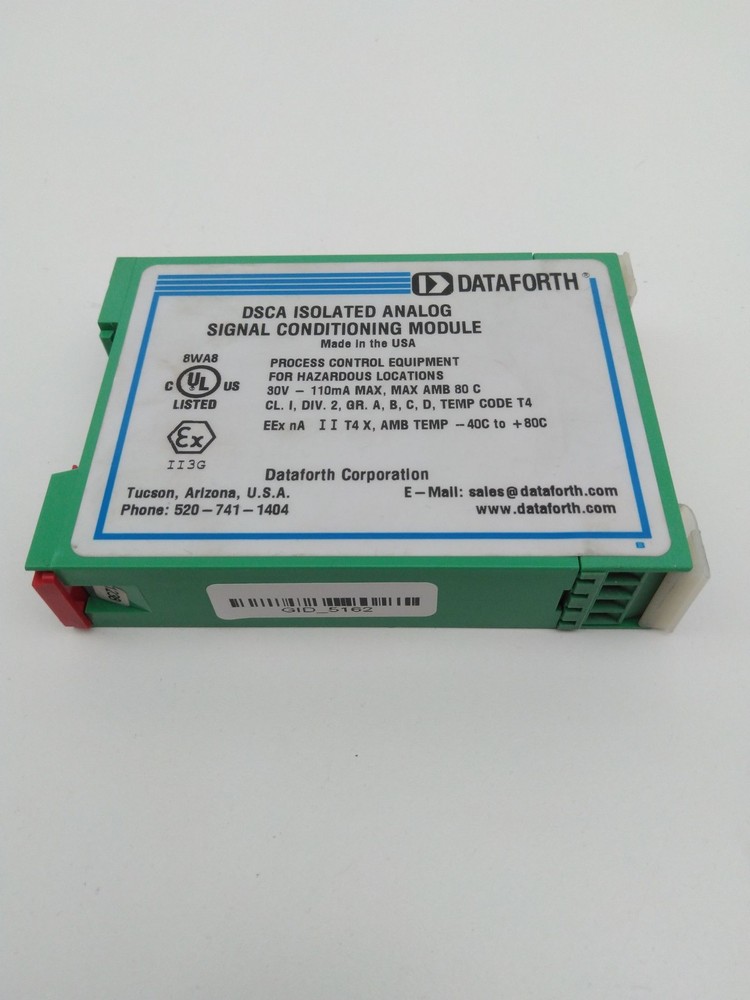 DATAFORTH®
DSCA ISOLATED ANALOG
SIGNAL CONDITIONING MODULE
Made in the USA
8WA8
C UL US
LISTED
PROCESS CONTROL EQUIPMENT
FOR HAZARDOUS LOCATIONS
30V - 110mA MAX, MAX AMB 80 C
CL. I, DIV. 2, GR. A, B, C, D, TEMP CODE T4
Ex
II3G
EEx nA II T4 X, AMB TEMP -40C to +80C
Dataforth Corporation
Tucson, Arizona, U.S.A.
E-Mail: sales@dataforth.com
Phone: 520-741-1404
www.dataforth.com
GID_5162